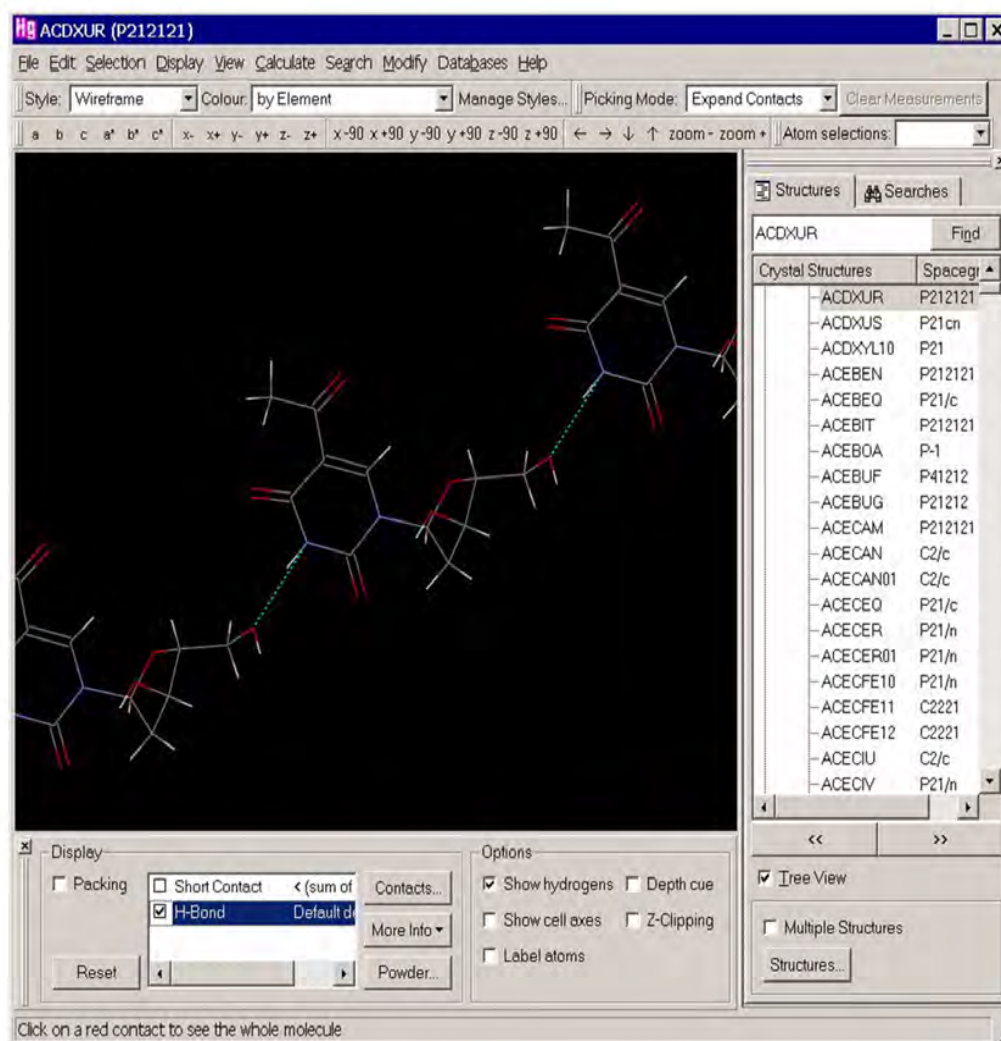 Hg ACDXUR (P212121)
File Edit Selection Display View Calculate Search Modify Databases Help
Style: Wireframe Colour: by Element Manage Styles... Picking Mode: Expand Contacts Clear Measurements
a b c a* b* c* x- x+ y- y+ z- z+ x-90 x+90 y-90 y+90 z-90 z+90 ← → ↓ ↑ zoom- zoom+ Atom selections:
Structures Searches
ACDXUR Find
Crystal Structures Spacegr
ACDXUR P212121
ACDXUS P21cn
ACDXYL10 P21
ACEBEN P212121
ACEBEQ P21/c
ACEBIT P212121
ACEBOA P-1
ACEBUF P41212
ACEBUG P21212
ACECAM P212121
ACECAN C2/c
ACECAN01 C2/c
ACECEQ P21/c
ACECER P21/n
ACECER01 P21/n
ACECFE10 P21/n
ACECFE11 C2221
ACECFE12 C2221
ACECIU C2/c
ACECIV P21/n
<< >>
Tree View
Multiple Structures
Structures...
Display
Packing
Short Contact < (sum of
H-Bond Default de
Reset
Contacts...
More Info
Powder...
Options
Show hydrogens Depth cue
Show cell axes Z-Clipping
Label atoms
Click on a red contact to see the whole molecule